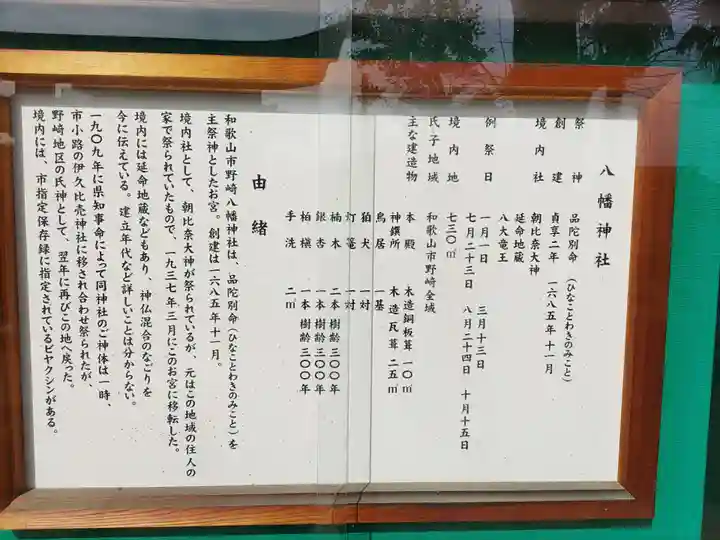 八幡神社
祭神 品陀別命 (ひなことわきのみこと)
創建 貞享二年 一六八五年十一月
境内社 朝比奈大神
延命地蔵
八大竜王
例祭日 一月一日 三月十三日
七月二十三日 八月二十四日 十月十五日
境内地 七三〇㎡
氏子地域 和歌山市野崎全域
主な建造物 本殿 木造銅板葺 一〇㎡
神饌所 木造瓦葺 二五㎡
鳥居 一基
狛犬 一対
灯篭 一対
楠木 二本 樹齢三〇〇年
銀杏 一本 樹齢三〇〇年
柏槇 一本 樹齢三〇〇年
手洗 二㎡
由緒
和歌山市野崎八幡神社は、品陀別命(ひなことわきのみこと)を
主祭神としたお宮。創建は一六八五年十一月。
境内社として、朝比奈大神が祭られているが、元はこの地域の住人の
家で祭られていたもので、一九三七年三月にこのお宮に移転した。
境内には延命地蔵などもあり、神仏混合のなごりを
今に伝えている。建立年代など詳しいことは分からない。
一九〇九年に県知事命によって同神社のご神体は一時、
市小路の伊久比売神社に移され合わせ祭られたが、
野崎地区の氏神として、翌年に再びこの地へ戻った。
境内には、市指定保存録に指定されているビヤクシンがある。